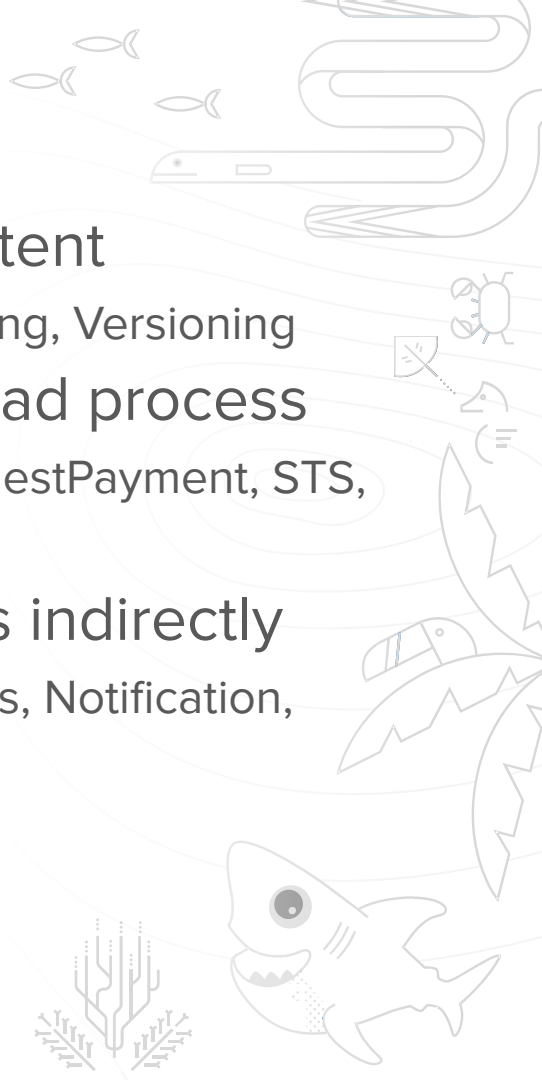 tent
ng, Versioning
ad process
estPayment, STS,
s indirectly
s, Notification,